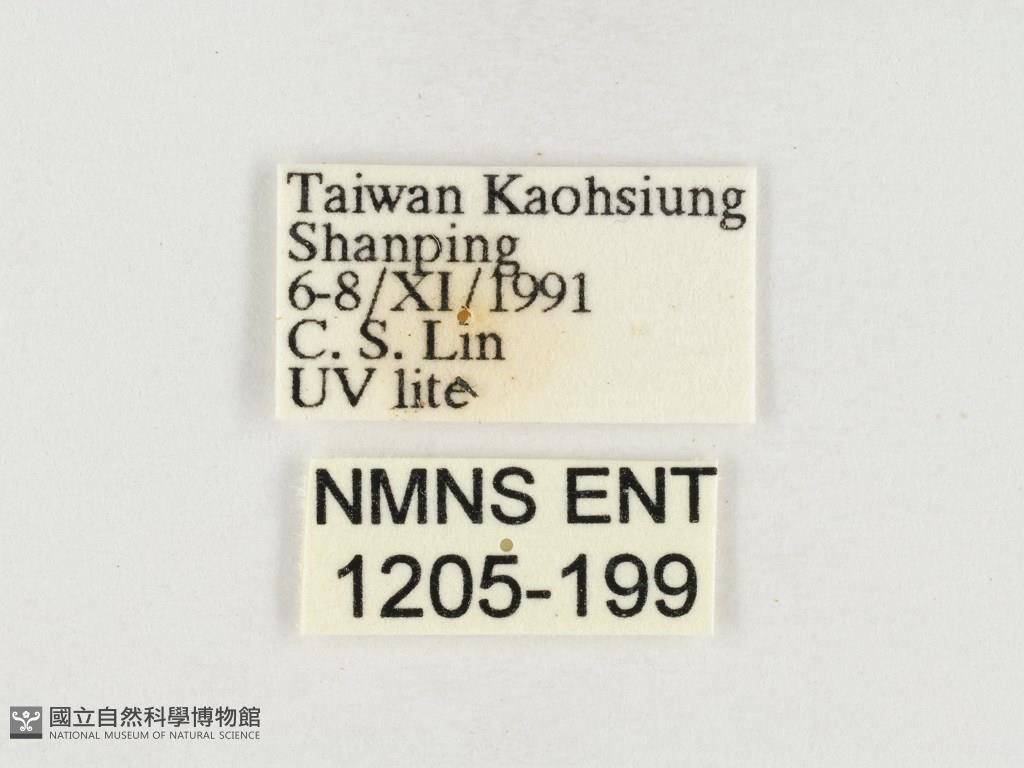 Taiwan Kaohsiung
Shanping
6-8/XI/1991
C. S. Lin
UV lite
NMNS ENT
1205-199
國立自然科學博物館
NATIONAL MUSEUM OF NATURAL SCIENCE